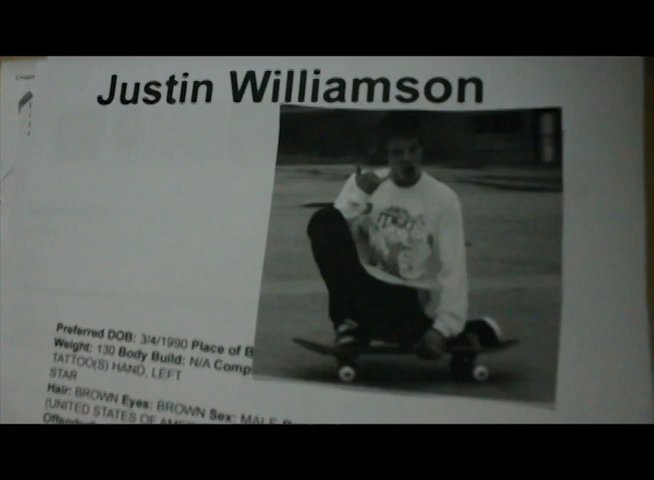 Justin Williamson
Preferred DOB: 3/4/1990 Place of B
Weight: 130 Body Build: N/A Comp
TATTOO(S) HAND, LEFT
STAR
Hair: BROWN Eyes: BROWN Sex: MALE
(UNITED STATES OF AME